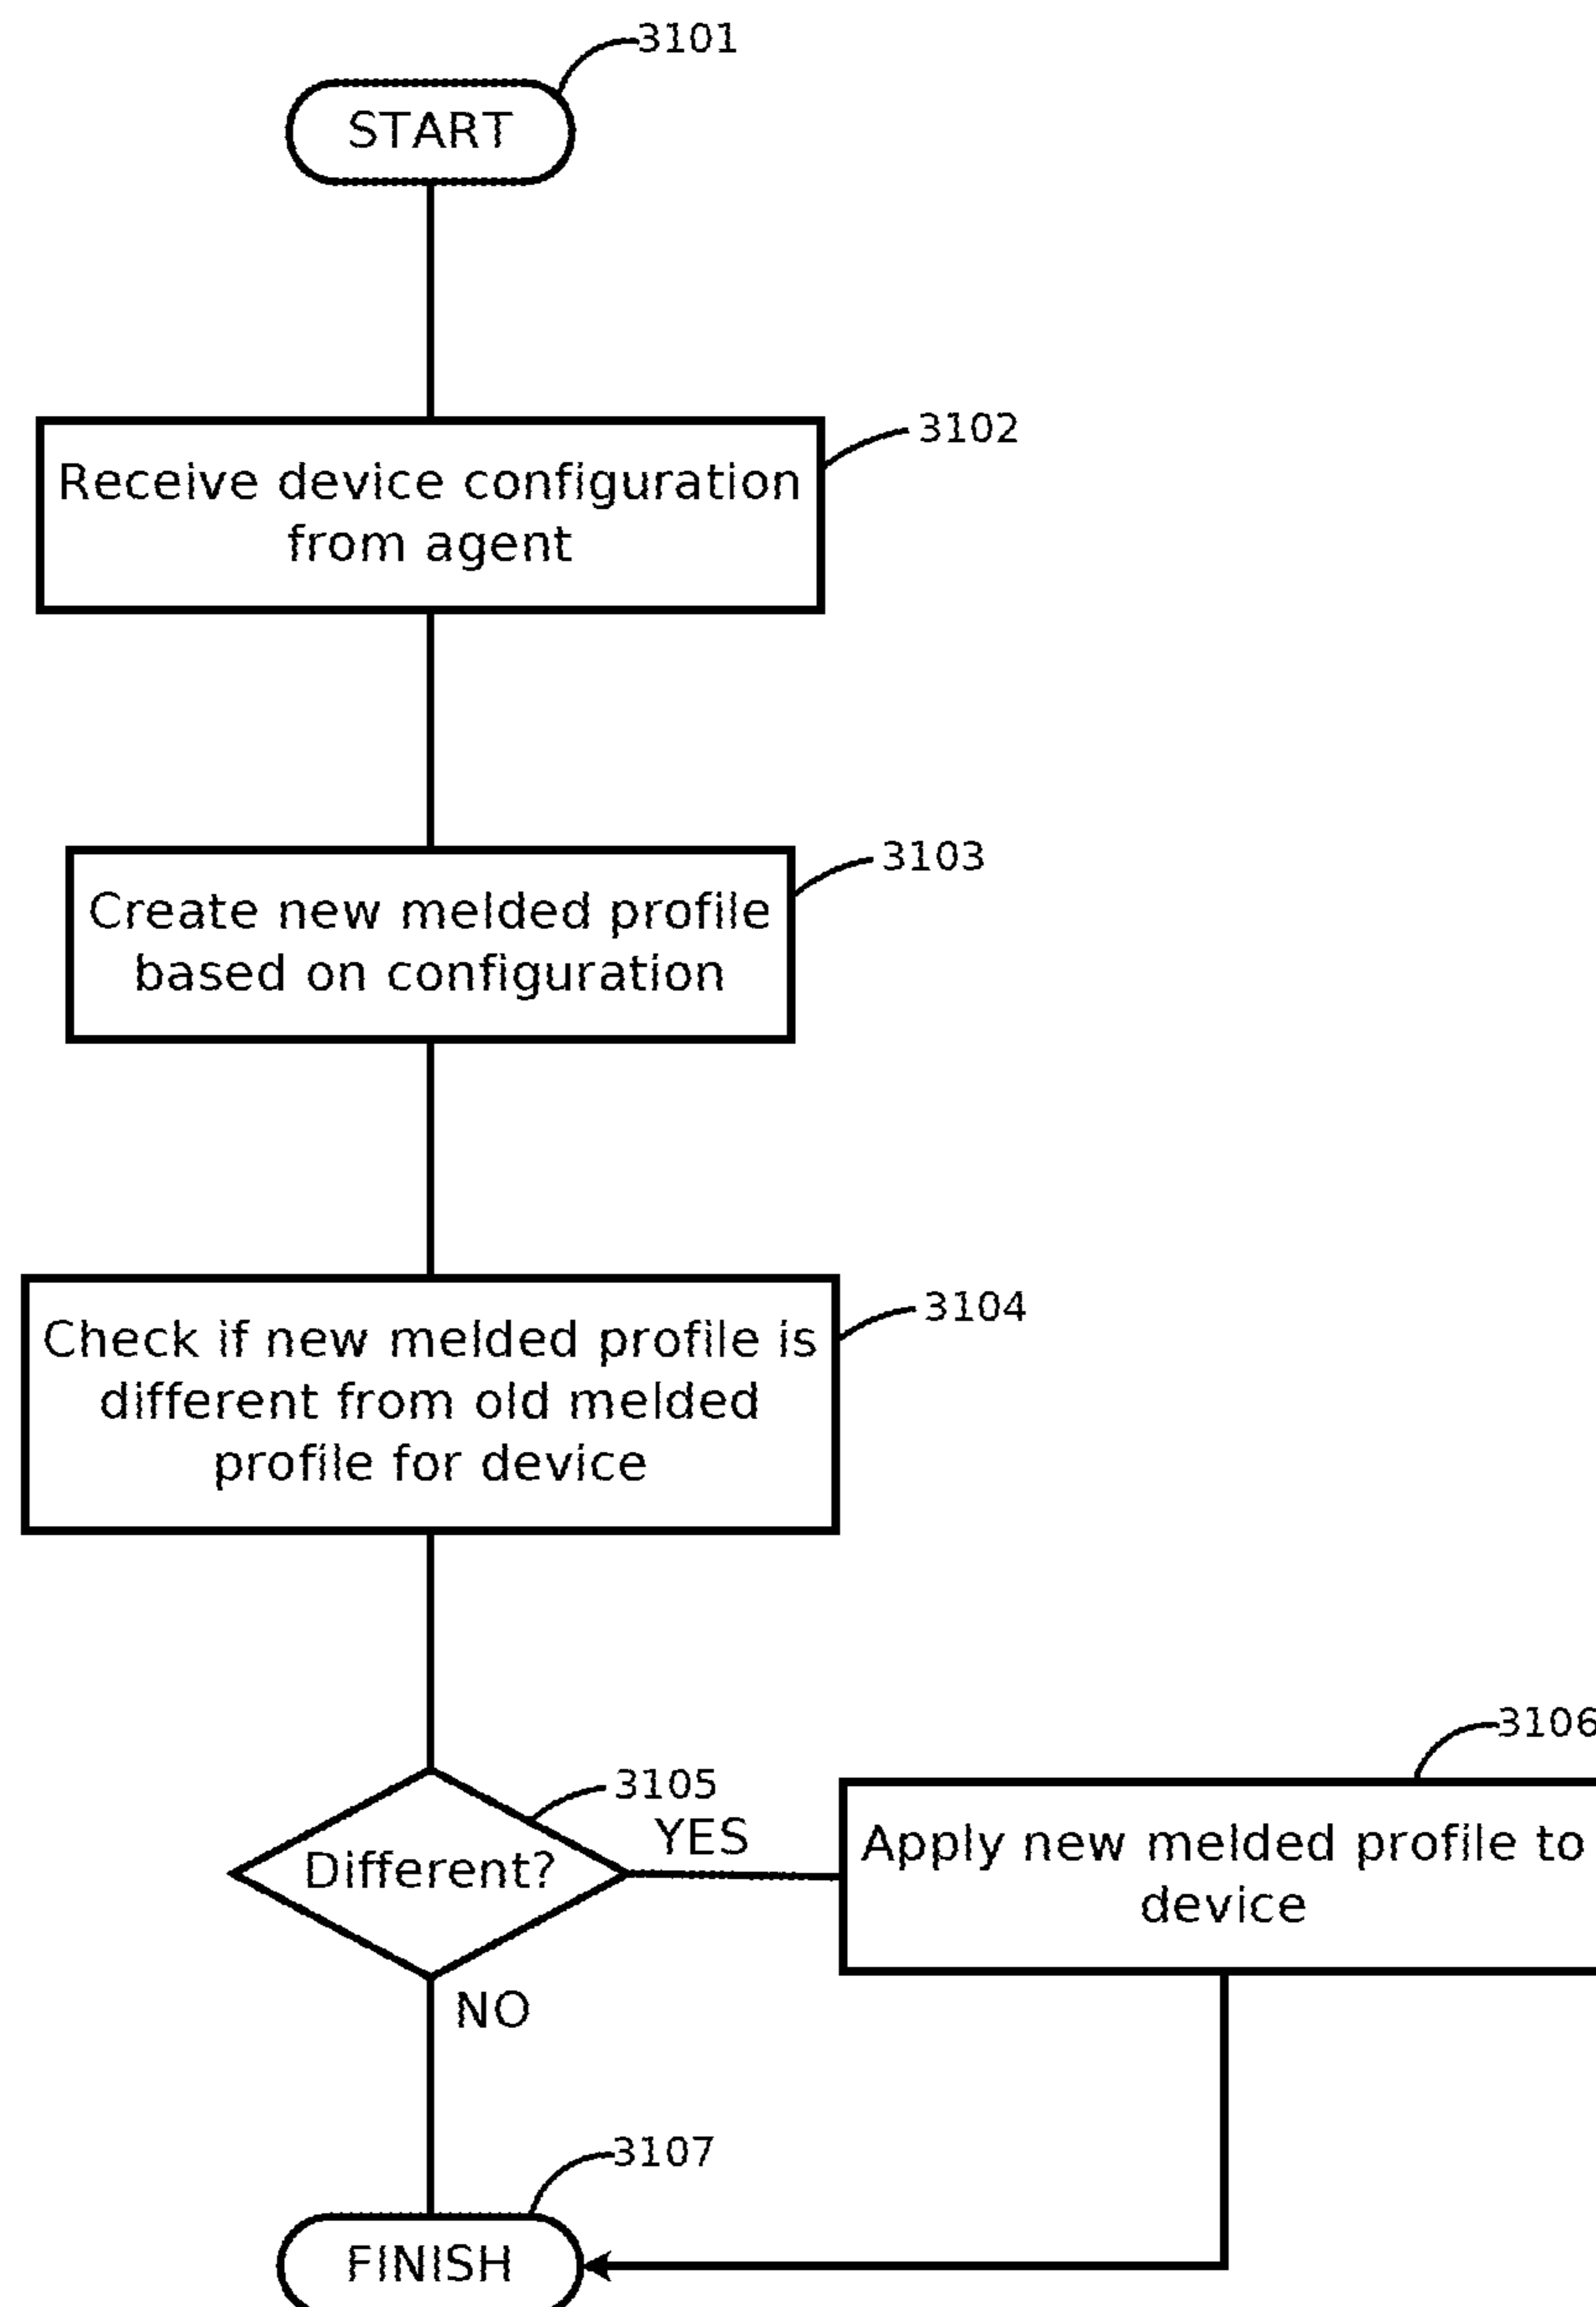 3101
START
3102
Receive device configuration
from agent
3103
Create new melded profile
based on configuration
3104
Check if new melded profile is
different from old melded
profile for device
3105
Different?
YES
3106
Apply new melded profile to
device
NO
3107
FINISH